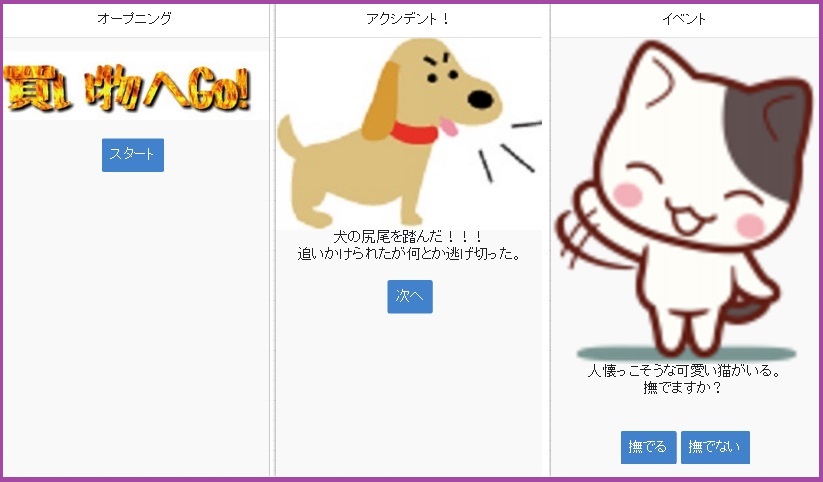 オープニング
買い物へGo!
スタート
アクシデント！
犬の尻尾を踏んだ！！！
追いかけられたが何とか逃げ切った。
次へ
イベント
人懐っこそうな可愛い猫がいる。
撫でますか？
撫でる
撫でない